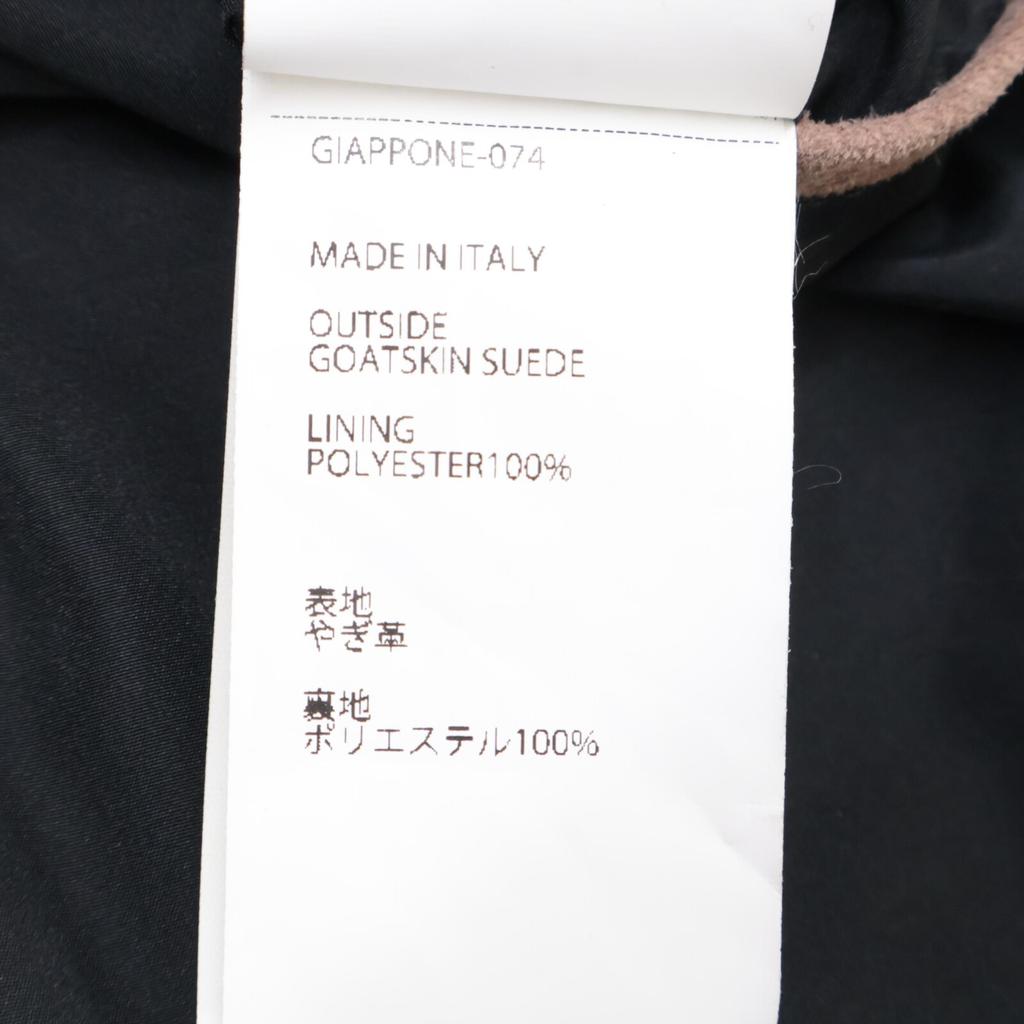 GIAPPONE-074
MADE IN ITALY
OUTSIDE
GOATSKIN SUEDE
LINING
POLYESTER100%
表地
やぎ革
裏地
ポリエステル100%